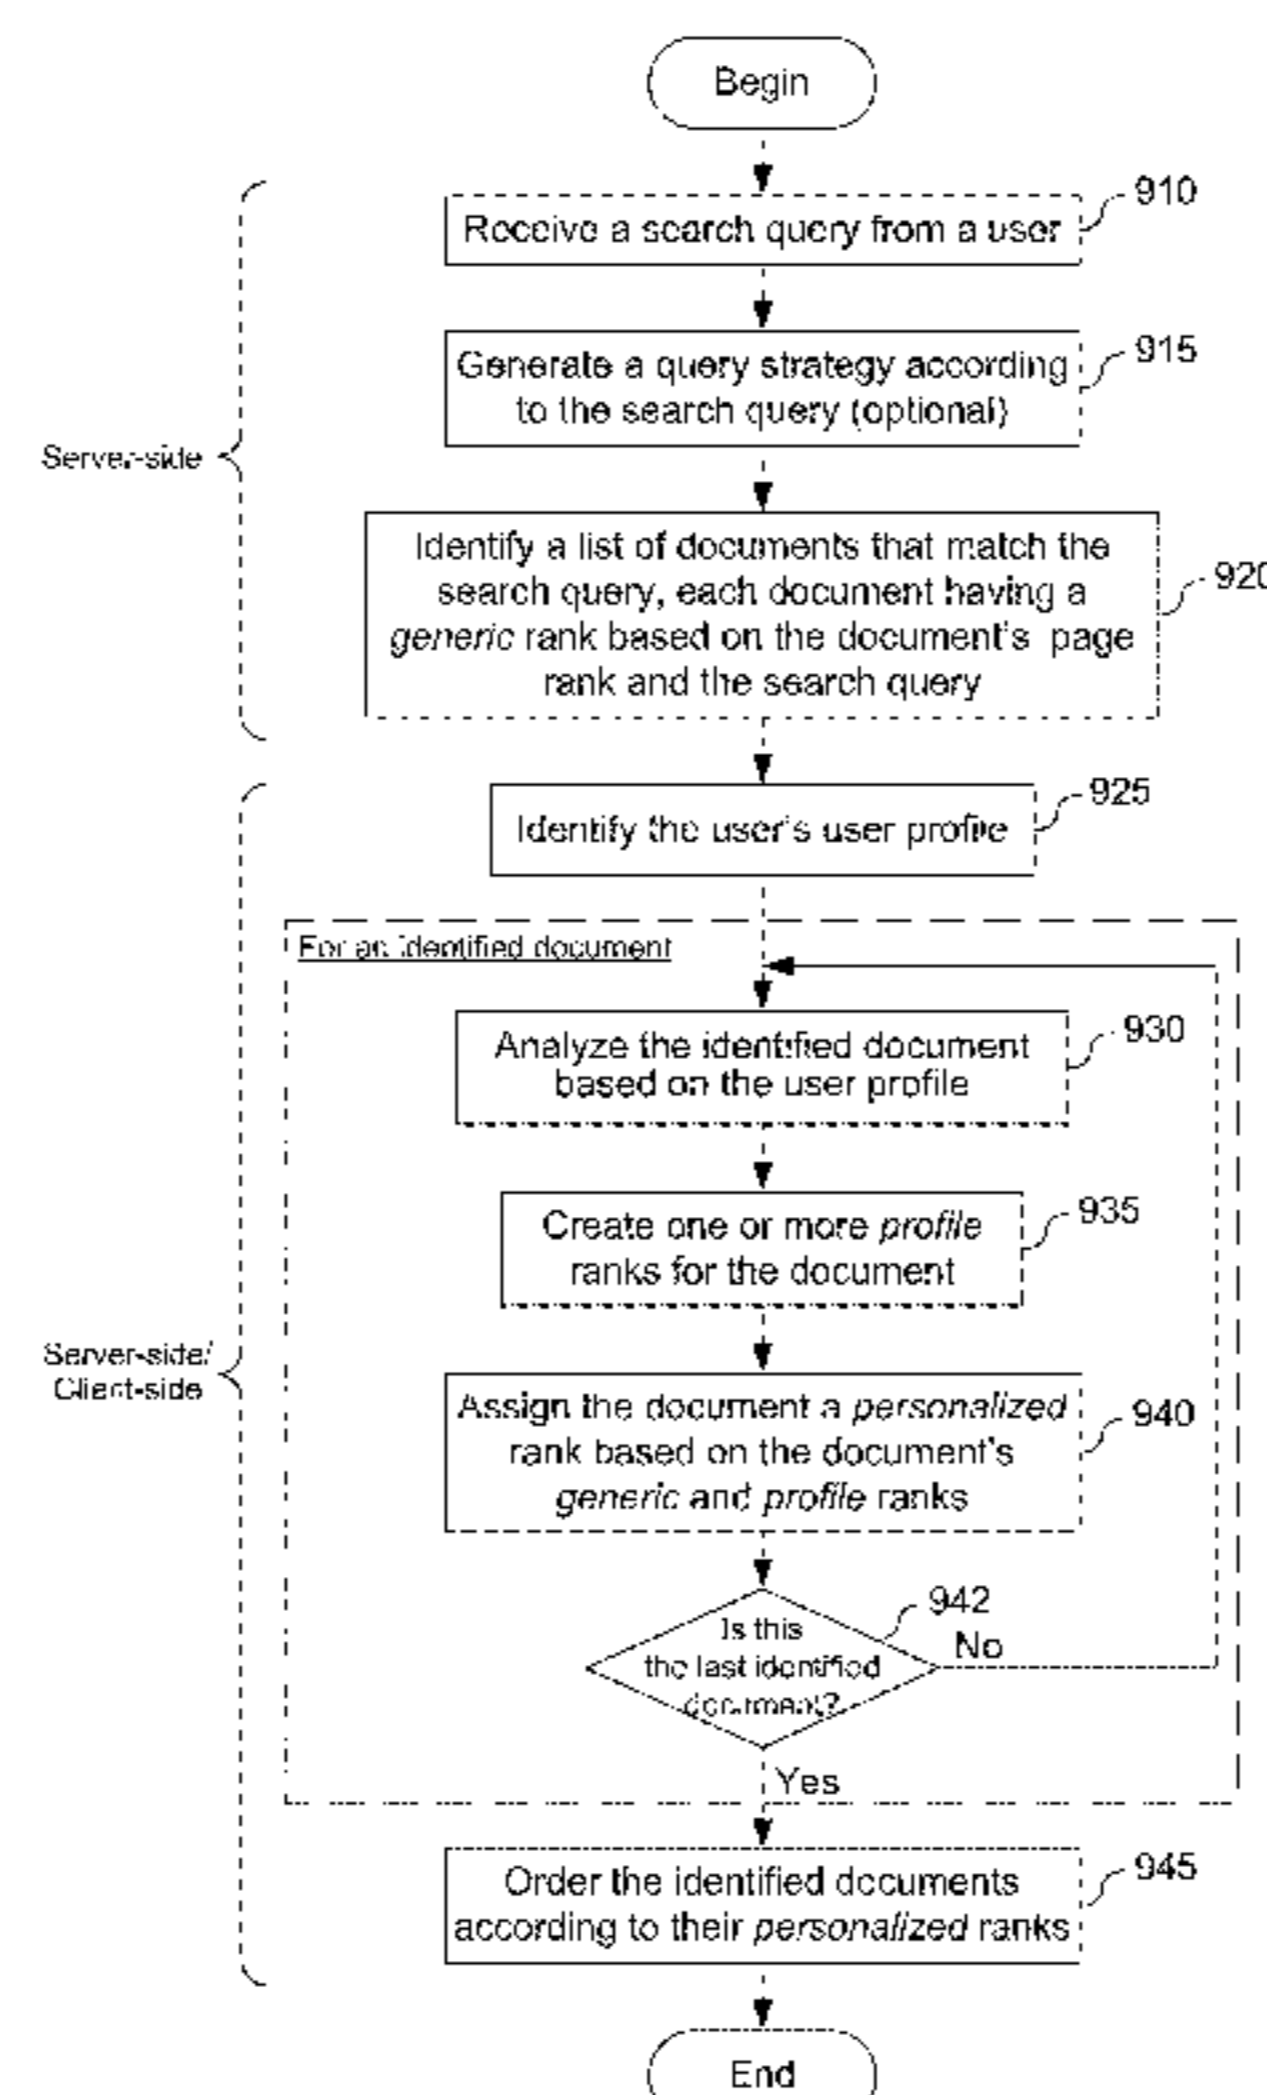 Begin
910
Receive a search query from a user
915
Generate a query strategy according
to the search query (optional)
Server-side
Identify a list of documents that match the
search query, each document having a
generic rank based on the document's page
rank and the search query
920
925
Identify the user's user profile
For an identified document
930
Analyze the identified document
based on the user profile
935
Create one or more profile
ranks for the document
Server-side/
Client-side
Assign the document a personalized
rank based on the document's
generic and profile ranks
940
942
Is this
the last identified
document?
No
Yes
945
Order the identified documents
according to their personalized ranks
End